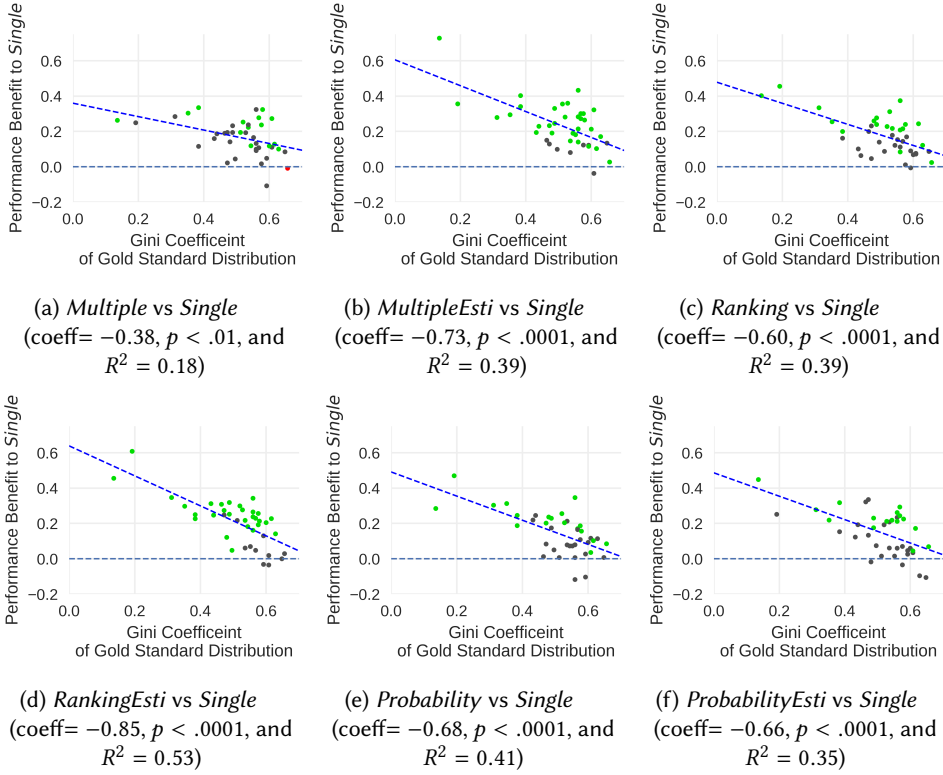 Performance Benefit to Single
0.6
0.4
0.2
0.0
−0.2
0.0 0.2 0.4 0.6
Gini Coefficeint
of Gold Standard Distribution
(a) Multiple vs Single
(coeff= −0.38, p < .01, and
R² = 0.18)
Performance Benefit to Single
0.6
0.4
0.2
0.0
−0.2
0.0 0.2 0.4 0.6
Gini Coefficeint
of Gold Standard Distribution
(b) MultipleEsti vs Single
(coeff= −0.73, p < .0001, and
R² = 0.39)
Performance Benefit to Single
0.6
0.4
0.2
0.0
−0.2
0.0 0.2 0.4 0.6
Gini Coefficeint
of Gold Standard Distribution
(c) Ranking vs Single
(coeff= −0.60, p < .0001, and
R² = 0.39)
Performance Benefit to Single
0.6
0.4
0.2
0.0
−0.2
0.0 0.2 0.4 0.6
Gini Coefficeint
of Gold Standard Distribution
(d) RankingEsti vs Single
(coeff= −0.85, p < .0001, and
R² = 0.53)
Performance Benefit to Single
0.6
0.4
0.2
0.0
−0.2
0.0 0.2 0.4 0.6
Gini Coefficeint
of Gold Standard Distribution
(e) Probability vs Single
(coeff= −0.68, p < .0001, and
R² = 0.41)
Performance Benefit to Single
0.6
0.4
0.2
0.0
−0.2
0.0 0.2 0.4 0.6
Gini Coefficeint
of Gold Standard Distribution
(f) ProbabilityEsti vs Single
(coeff= −0.66, p < .0001, and
R² = 0.35)